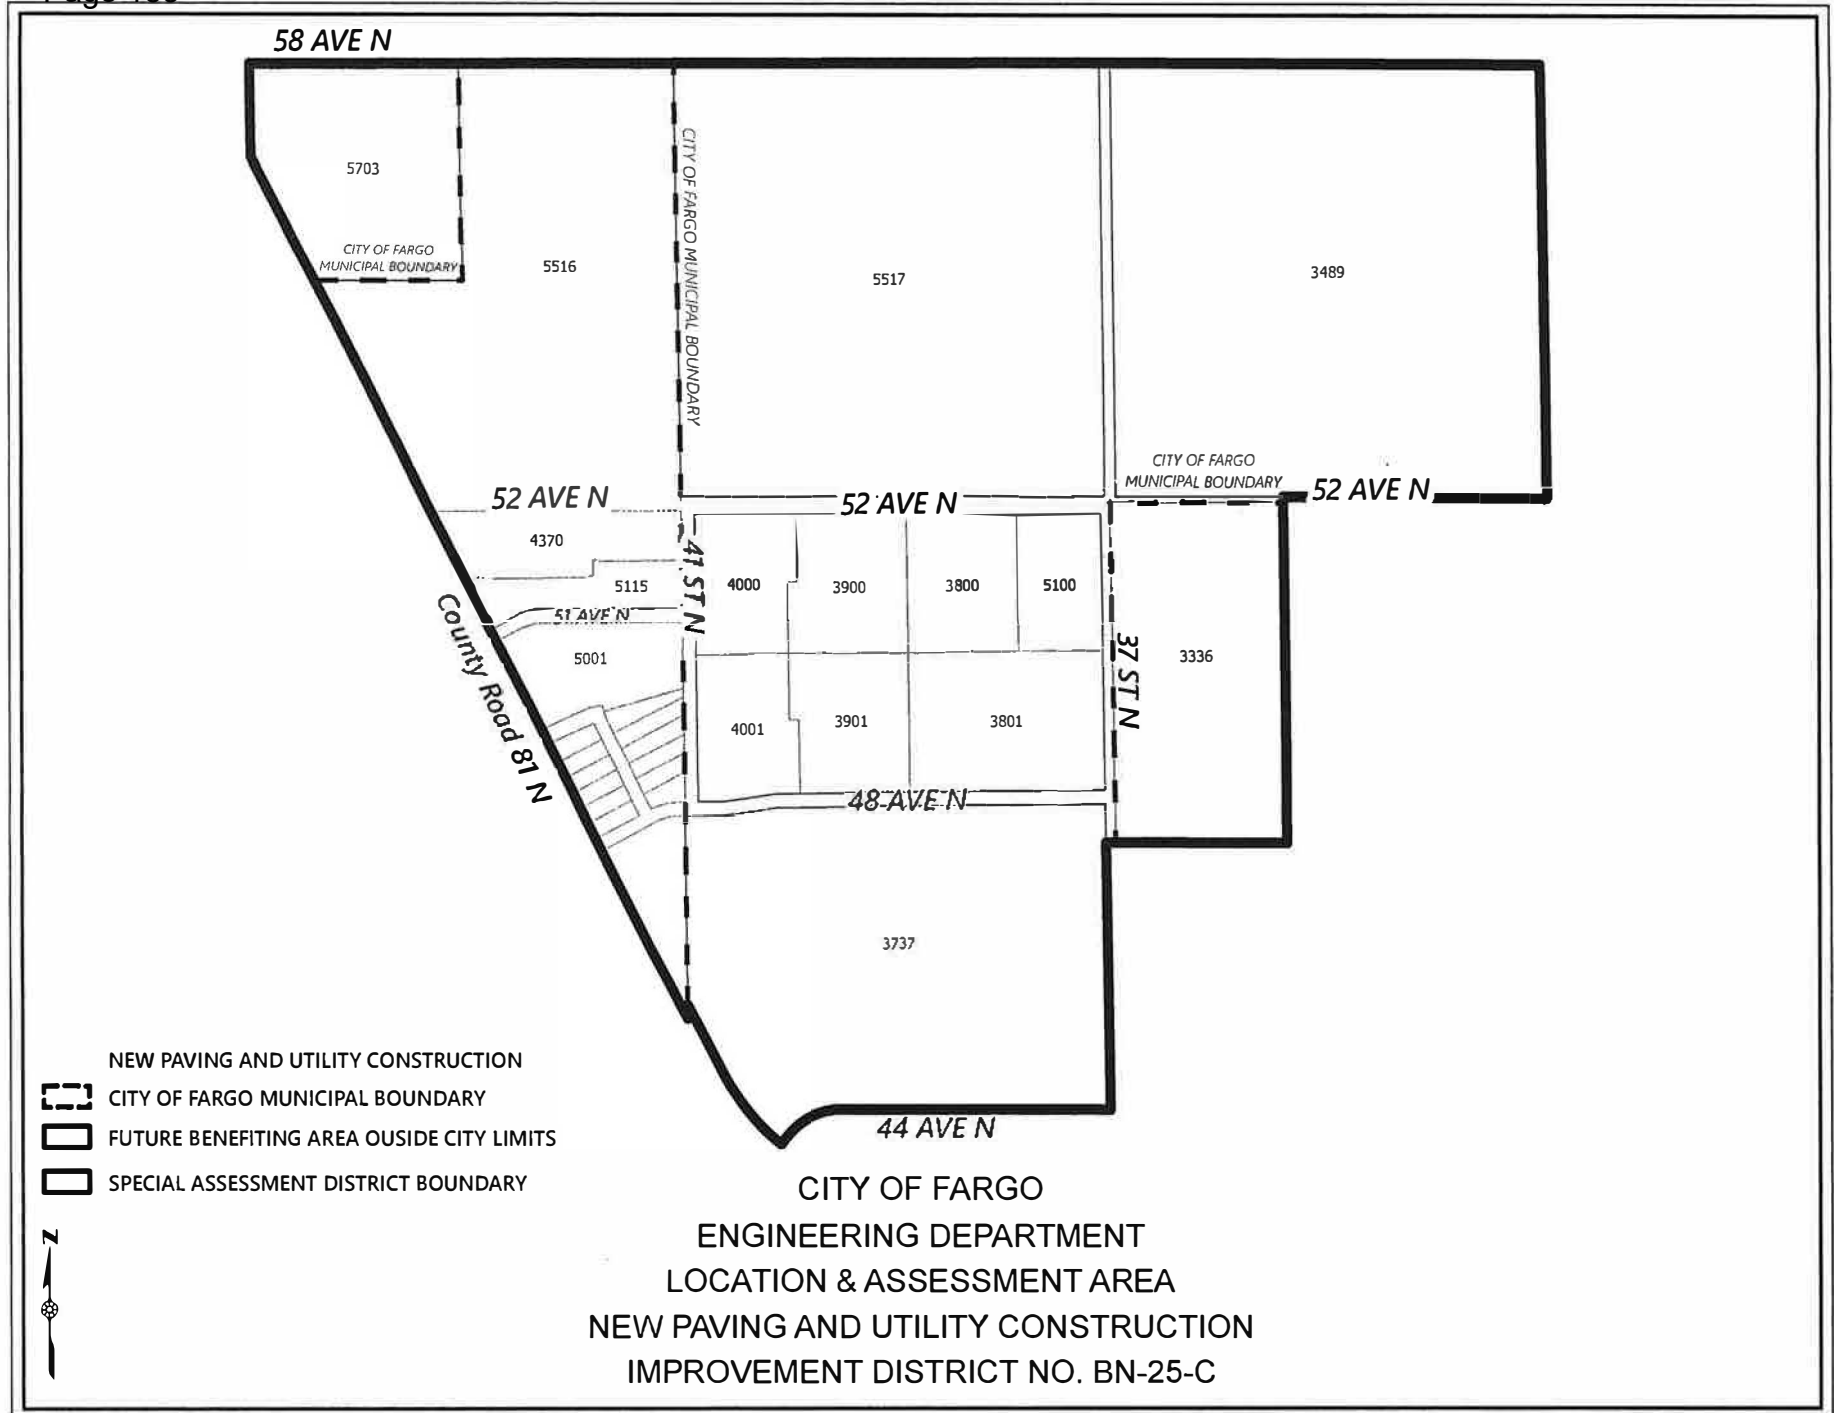 58 AVE N
5703
CITY OF FARGO
MUNICIPAL BOUNDARY
5516
CITY OF FARGO MUNICIPAL BOUNDARY
5517
3489
CITY OF FARGO
MUNICIPAL BOUNDARY
52 AVE N
52 AVE N
52 AVE N
4370
5115
51 AVE N
5001
41 ST N
4000
3900
3800
5100
4001
3901
3801
37 ST N
3336
County Road 81 N
48 AVE N
3737
44 AVE N
NEW PAVING AND UTILITY CONSTRUCTION
CITY OF FARGO MUNICIPAL BOUNDARY
FUTURE BENEFITING AREA OUSIDE CITY LIMITS
SPECIAL ASSESSMENT DISTRICT BOUNDARY
N
CITY OF FARGO
ENGINEERING DEPARTMENT
LOCATION & ASSESSMENT AREA
NEW PAVING AND UTILITY CONSTRUCTION
IMPROVEMENT DISTRICT NO. BN-25-C